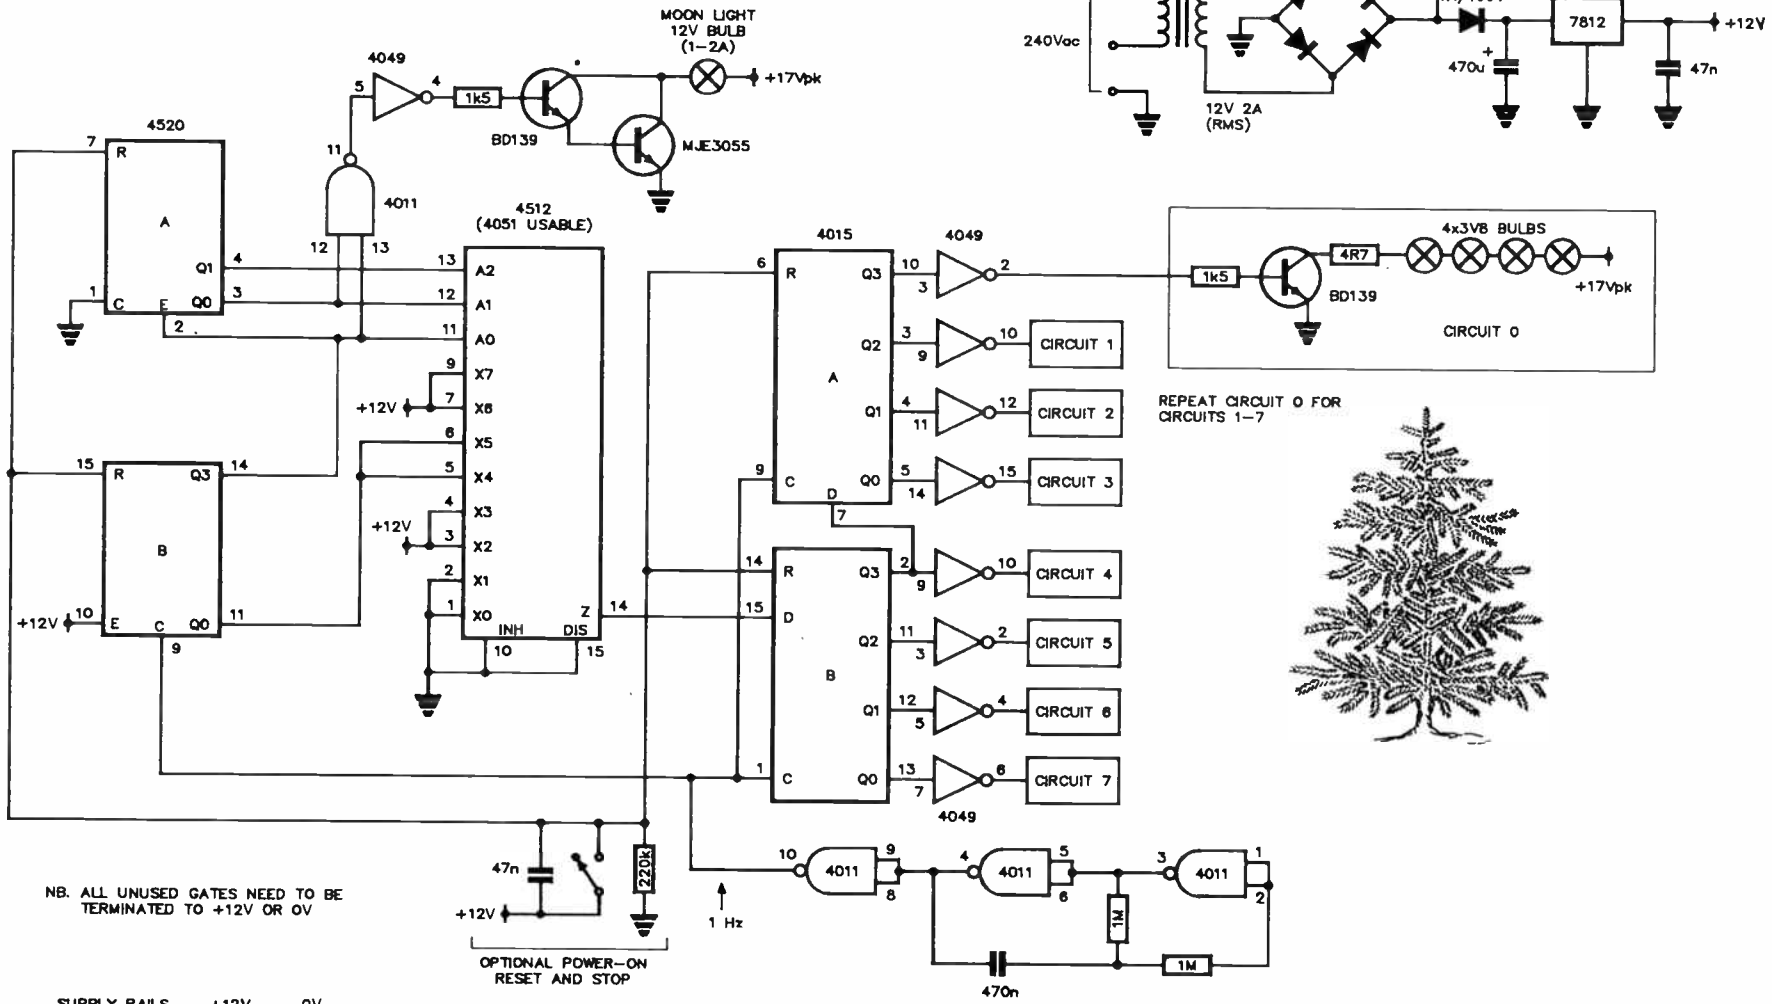 MOON LIGHT
12V BULB
(1-2A)
+17Vpk
4049
5
4
1k5
BD139
MJE3055
240Vac
12V 2A
(RMS)
470u
+
7812
47n
+12V
4520
7
R
A
Q1
4
1
C
E
Q0
3
2
11
4011
12
13
4512
(4051 USABLE)
13
A2
12
A1
11
A0
9
X7
+12V
7
X6
6
X5
5
X4
4
X3
+12V
3
X2
2
X1
1
X0
Z
14
INH
DIS
10
15
15
R
Q3
14
B
+12V
10
E
C
Q0
11
9
4015
4049
6
R
Q3
10
3
2
Q2
3
9
10
CIRCUIT 1
A
Q1
4
11
12
CIRCUIT 2
9
C
Q0
5
14
15
CIRCUIT 3
D
7
14
R
Q3
2
9
10
CIRCUIT 4
15
D
Q2
11
3
2
CIRCUIT 5
B
Q1
12
5
4
CIRCUIT 6
1
C
Q0
13
7
6
CIRCUIT 7
4049
1k5
BD139
4R7
4x3V8 BULBS
+17Vpk
CIRCUIT 0
REPEAT CIRCUIT 0 FOR
CIRCUITS 1-7
10
4011
9
8
4
4011
5
6
3
4011
1
2
1M
1M
470n
1 Hz
47n
220k
+12V
OPTIONAL POWER-ON
RESET AND STOP
NB. ALL UNUSED GATES NEED TO BE
TERMINATED TO +12V OR 0V
SUPPLY RAILS +12V 0V